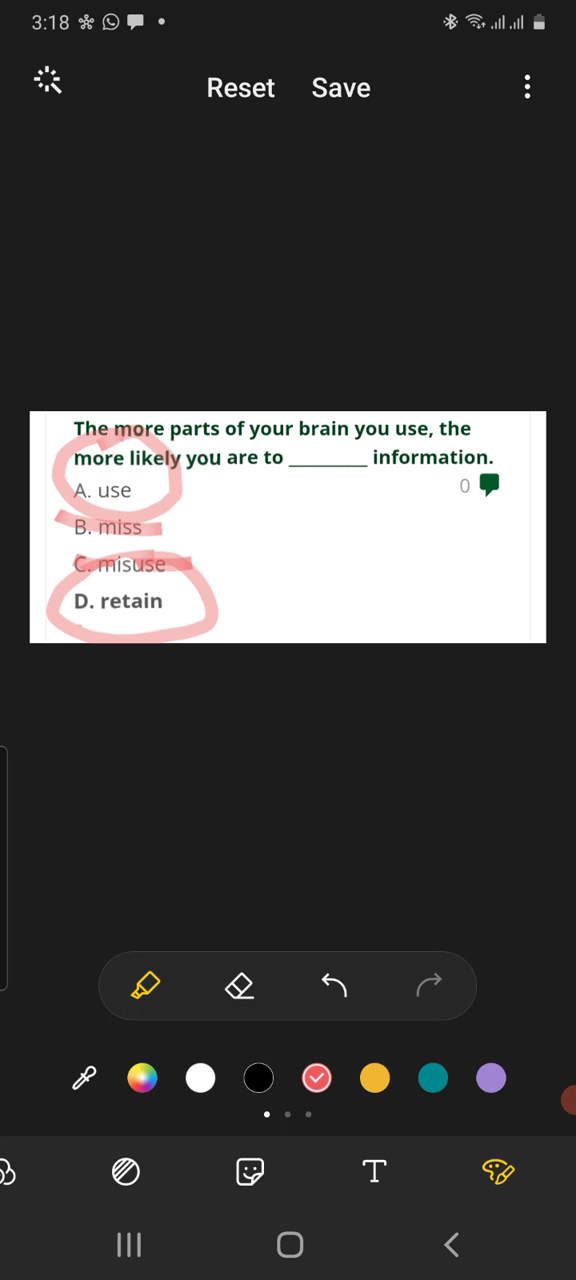 3:18
Reset Save
The more parts of your brain you use, the
more likely you are to _________ information.
A. use
0
B. miss
C. misuse
D. retain
T